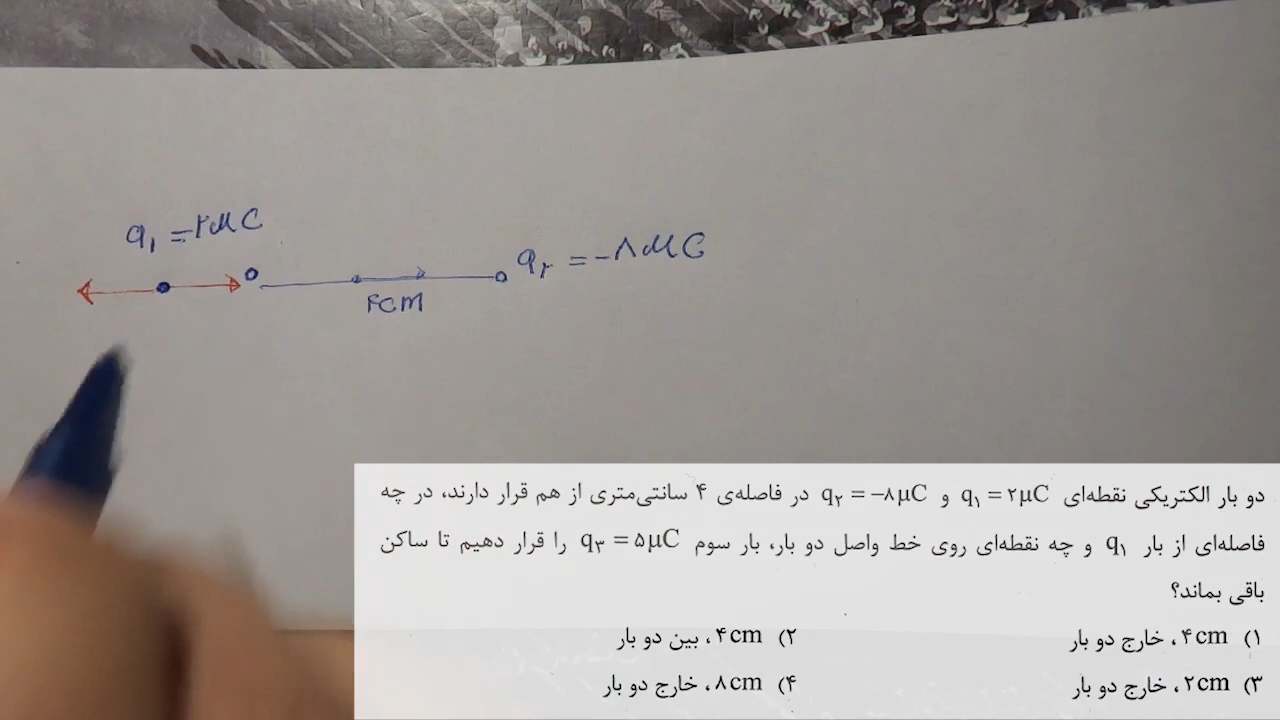 q₁ = ۲μC
q₂ = -۸μC
۴cm
دو بار الکتریکی نقطه‌ای q₁ = ۲μC و q₂ = -۸μC در فاصله‌ی ۴ سانتی‌متری از هم قرار دارند، در چه
فاصله‌ای از بار q₁ و چه نقطه‌ای روی خط واصل دو بار، بار سوم q₃ = ۵μC را قرار دهیم تا ساکن
باقی بماند؟
۱) ۴cm، خارج دو بار ۲) ۴cm، بین دو بار
۳) ۲cm، خارج دو بار ۴) ۸cm، خارج دو بار